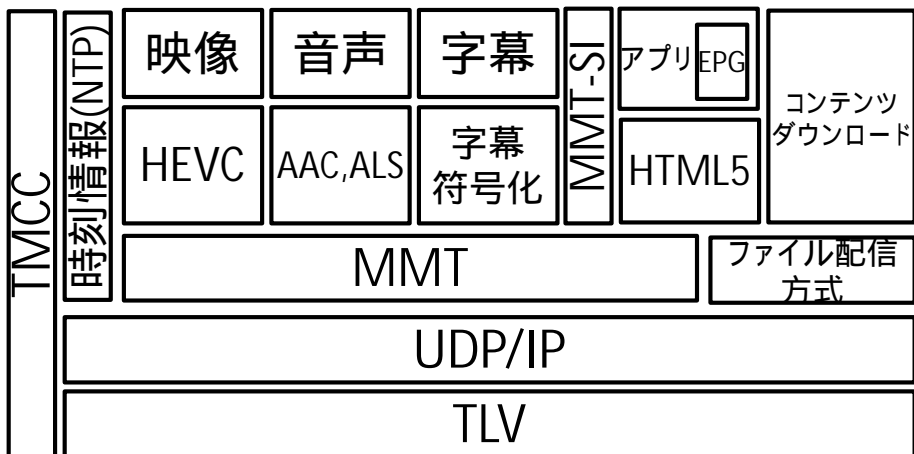 TMCC
時刻情報(NTP)
映像
音声
字幕
MMT-SI
アプリ
EPG
コンテンツ
ダウンロード
HEVC
AAC,ALS
字幕
符号化
HTML5
MMT
ファイル配信
方式
UDP/IP
TLV